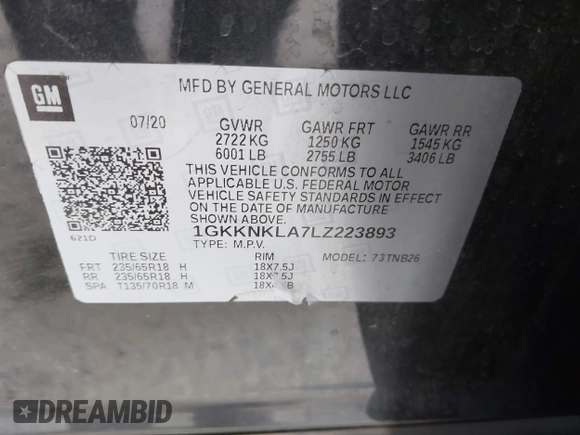 GM
MFD BY GENERAL MOTORS LLC
07/20 GVWR GAWR FRT GAWR RR
2722 KG 1250 KG 1545 KG
6001 LB 2755 LB 3406 LB
THIS VEHICLE CONFORMS TO ALL
APPLICABLE U.S. FEDERAL MOTOR
VEHICLE SAFETY STANDARDS IN EFFECT
ON THE DATE OF MANUFACTURE
SHOWN ABOVE.
621D 1GKKNKLA7LZ223893
TYPE: M.P.V. MODEL: 73TNB26
TIRE SIZE RIM
FRT 235/65R18 H 18X7.5J
RR 235/65R18 H 18X7.5J
SPA T135/70R18 M
DREAMBID